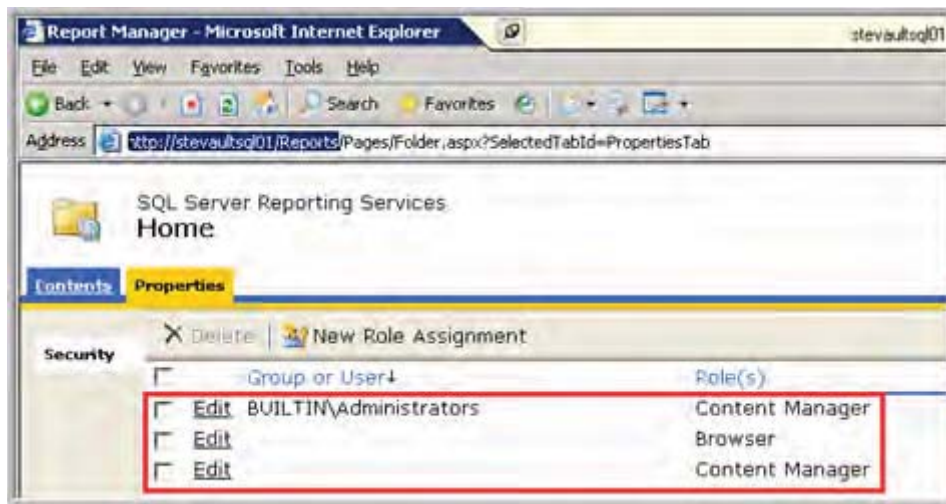 Report Manager - Microsoft Internet Explorer
stevaultsql01
File Edit View Favorites Tools Help
Back Search Favorites
Address http://stevaultsql01/Reports/Pages/Folder.aspx?SelectedTabId=PropertiesTab
SQL Server Reporting Services
Home
Contents Properties
Delete | New Role Assignment
Security
Group or User↓ Role(s)
Edit BUILTIN\Administrators Content Manager
Edit Browser
Edit Content Manager